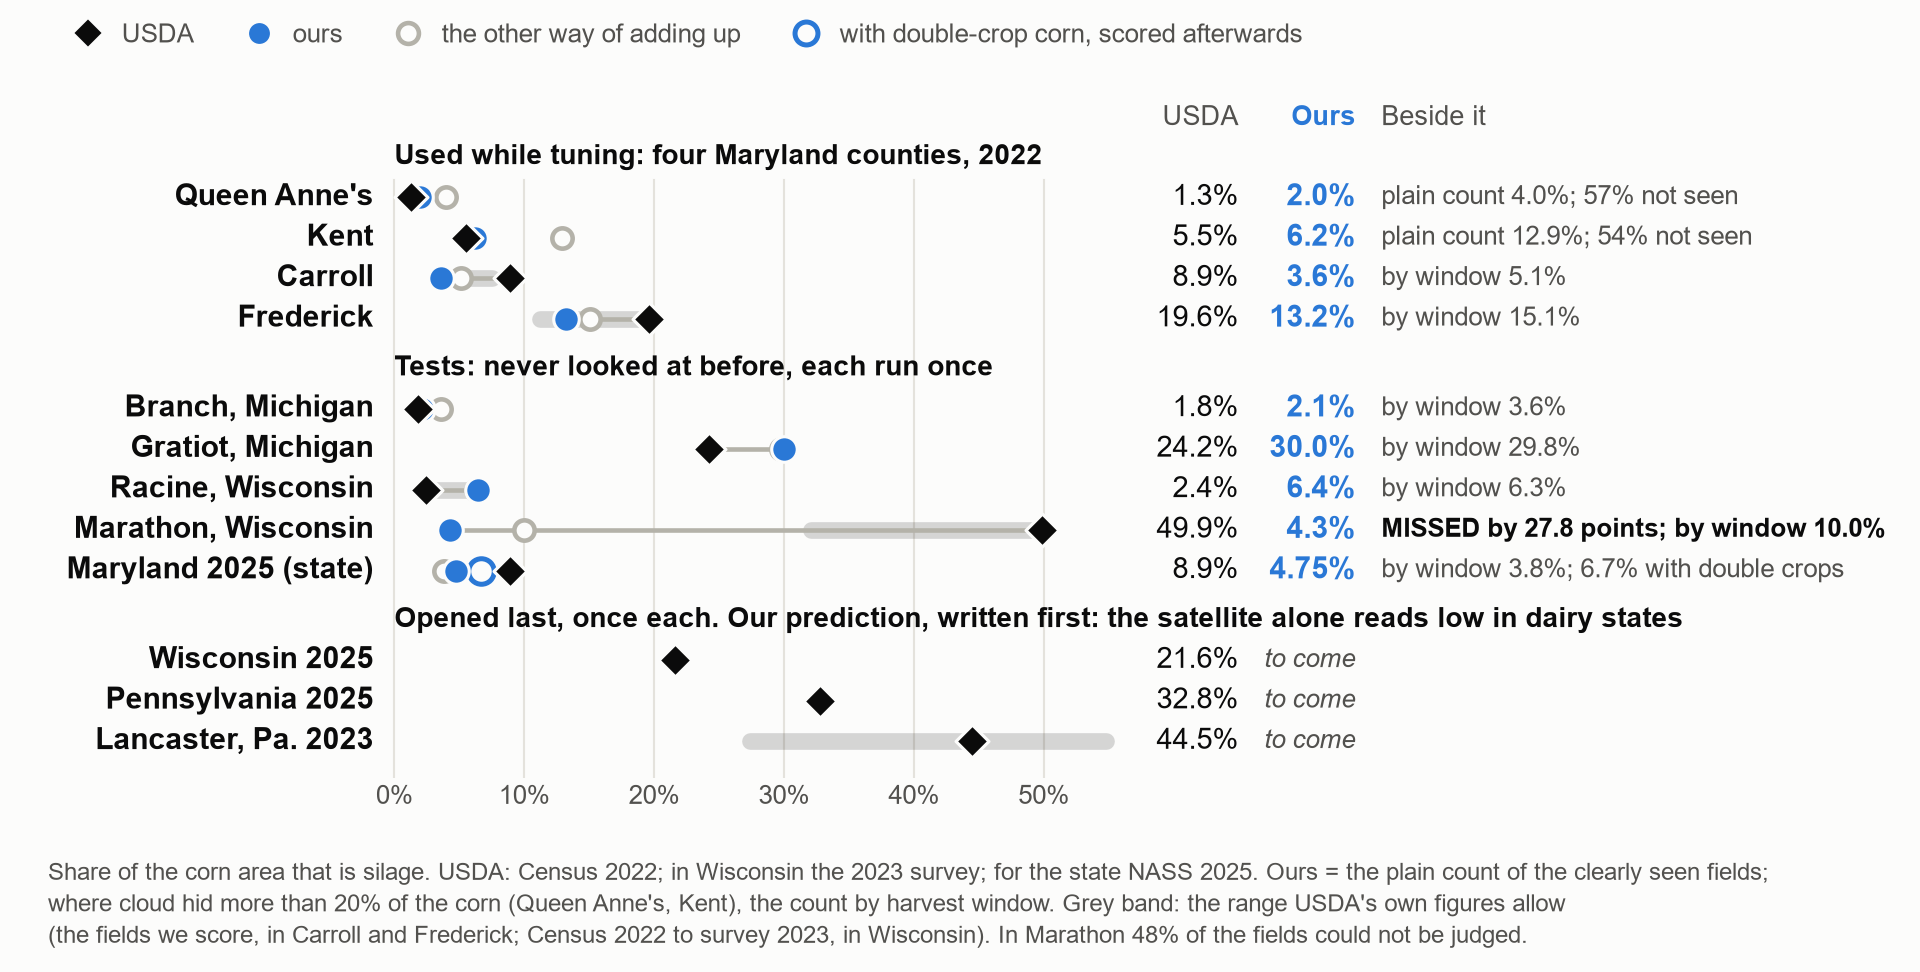 USDA ours the other way of adding up with double-crop corn, scored afterwards
USDA Ours Beside it
Used while tuning: four Maryland counties, 2022
Queen Anne's 1.3% 2.0% plain count 4.0%; 57% not seen
Kent 5.5% 6.2% plain count 12.9%; 54% not seen
Carroll 8.9% 3.6% by window 5.1%
Frederick 19.6% 13.2% by window 15.1%
Tests: never looked at before, each run once
Branch, Michigan 1.8% 2.1% by window 3.6%
Gratiot, Michigan 24.2% 30.0% by window 29.8%
Racine, Wisconsin 2.4% 6.4% by window 6.3%
Marathon, Wisconsin 49.9% 4.3% MISSED by 27.8 points; by window 10.0%
Maryland 2025 (state) 8.9% 4.75% by window 3.8%; 6.7% with double crops
Opened last, once each. Our prediction, written first: the satellite alone reads low in dairy states
Wisconsin 2025 21.6% to come
Pennsylvania 2025 32.8% to come
Lancaster, Pa. 2023 44.5% to come
0% 10% 20% 30% 40% 50%
Share of the corn area that is silage. USDA: Census 2022; in Wisconsin the 2023 survey; for the state NASS 2025. Ours = the plain count of the clearly seen fields;
where cloud hid more than 20% of the corn (Queen Anne's, Kent), the count by harvest window. Grey band: the range USDA's own figures allow
(the fields we score, in Carroll and Frederick; Census 2022 to survey 2023, in Wisconsin). In Marathon 48% of the fields could not be judged.